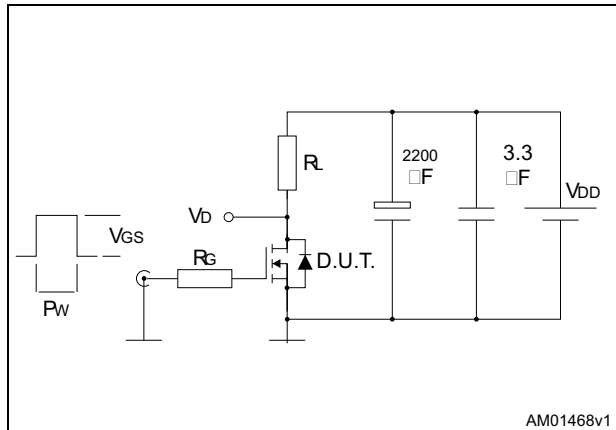 RL
2200
□F
3.3
□F
VDD
VD
VGS
RG
D.U.T.
PW
AM01468v1